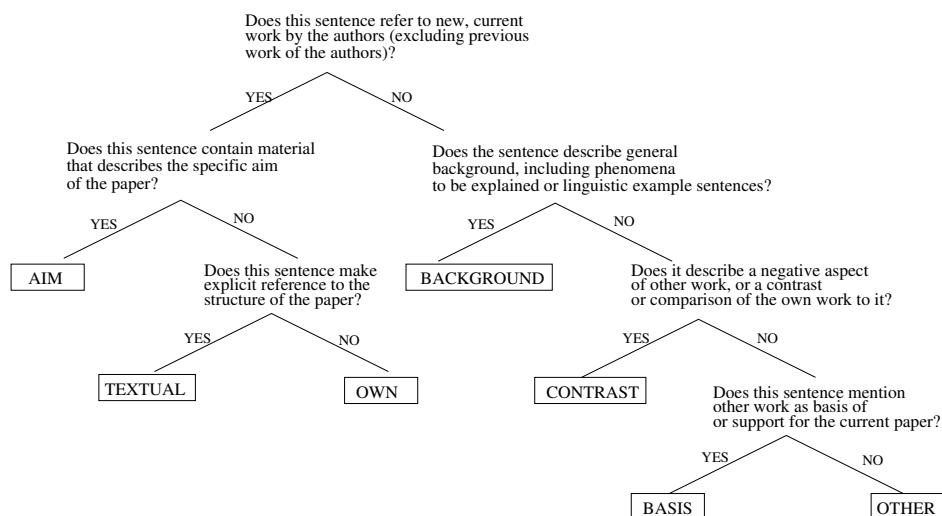 Does this sentence refer to new, current
work by the authors (excluding previous
work of the authors)?
YES
NO
Does this sentence contain material
that describes the specific aim
of the paper?
Does the sentence describe general
background, including phenomena
to be explained or linguistic example sentences?
YES
NO
YES
NO
AIM
Does this sentence make
explicit reference to the
structure of the paper?
BACKGROUND
Does it describe a negative aspect
of other work, or a contrast
or comparison of the own work to it?
YES
NO
YES
NO
TEXTUAL
OWN
CONTRAST
Does this sentence mention
other work as basis of
or support for the current paper?
YES
NO
BASIS
OTHER